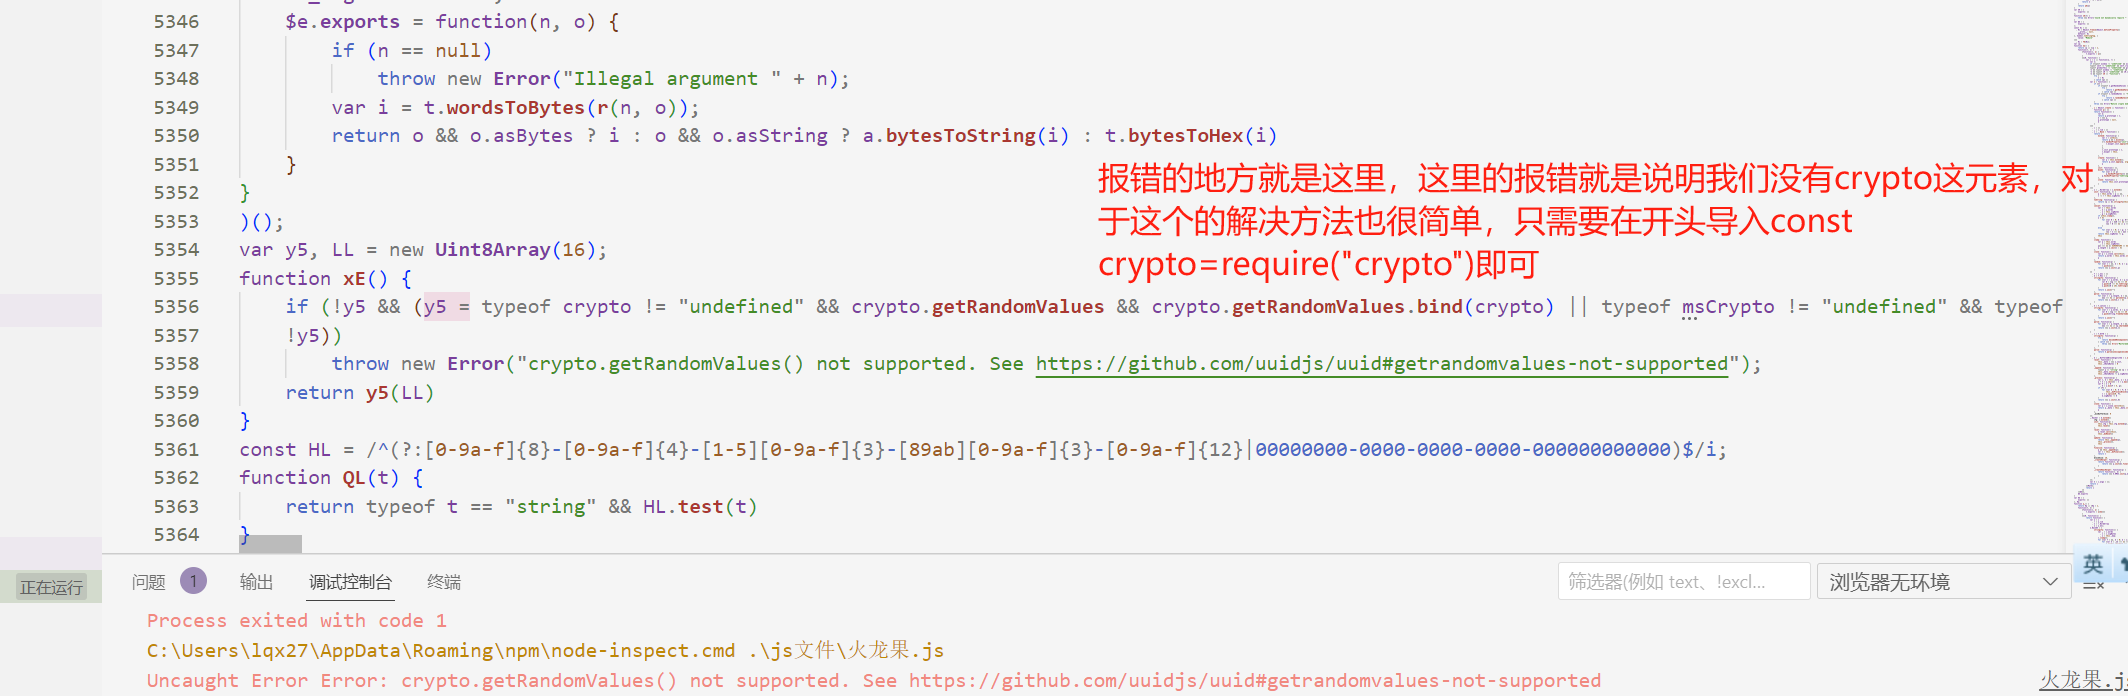 5346 $e.exports = function(n, o) {
5347 if (n == null)
5348 throw new Error("Illegal argument " + n);
5349 var i = t.wordsToBytes(r(n, o));
5350 return o && o.asBytes ? i : o && o.asString ? a.bytesToString(i) : t.bytesToHex(i)
5351 }
5352 }
5353 )();
报错的地方就是这里，这里的报错就是说明我们没有crypto这元素，对
于这个的解决方法也很简单，只需要在开头导入const
crypto=require("crypto")即可
5354 var y5, LL = new Uint8Array(16);
5355 function xE() {
5356 if (!y5 && (y5 = typeof crypto != "undefined" && crypto.getRandomValues && crypto.getRandomValues.bind(crypto) || typeof msCrypto != "undefined" && typeof
5357 !y5))
5358 throw new Error("crypto.getRandomValues() not supported. See https://github.com/uuidjs/uuid#getrandomvalues-not-supported");
5359 return y5(LL)
5360 }
5361 const HL = /^(?:[0-9a-f]{8}-[0-9a-f]{4}-[1-5][0-9a-f]{3}-[89ab][0-9a-f]{3}-[0-9a-f]{12}|00000000-0000-0000-0000-000000000000)$/i;
5362 function QL(t) {
5363 return typeof t == "string" && HL.test(t)
5364 }
英
正在运行
问题 1 输出 调试控制台 终端 筛选器(例如 text、!excl... 浏览器无环境
Process exited with code 1
C:\Users\lqx27\AppData\Roaming\npm\node-inspect.cmd .\js文件\火龙果.js
Uncaught Error Error: crypto.getRandomValues() not supported. See https://github.com/uuidjs/uuid#getrandomvalues-not-supported
火龙果.j